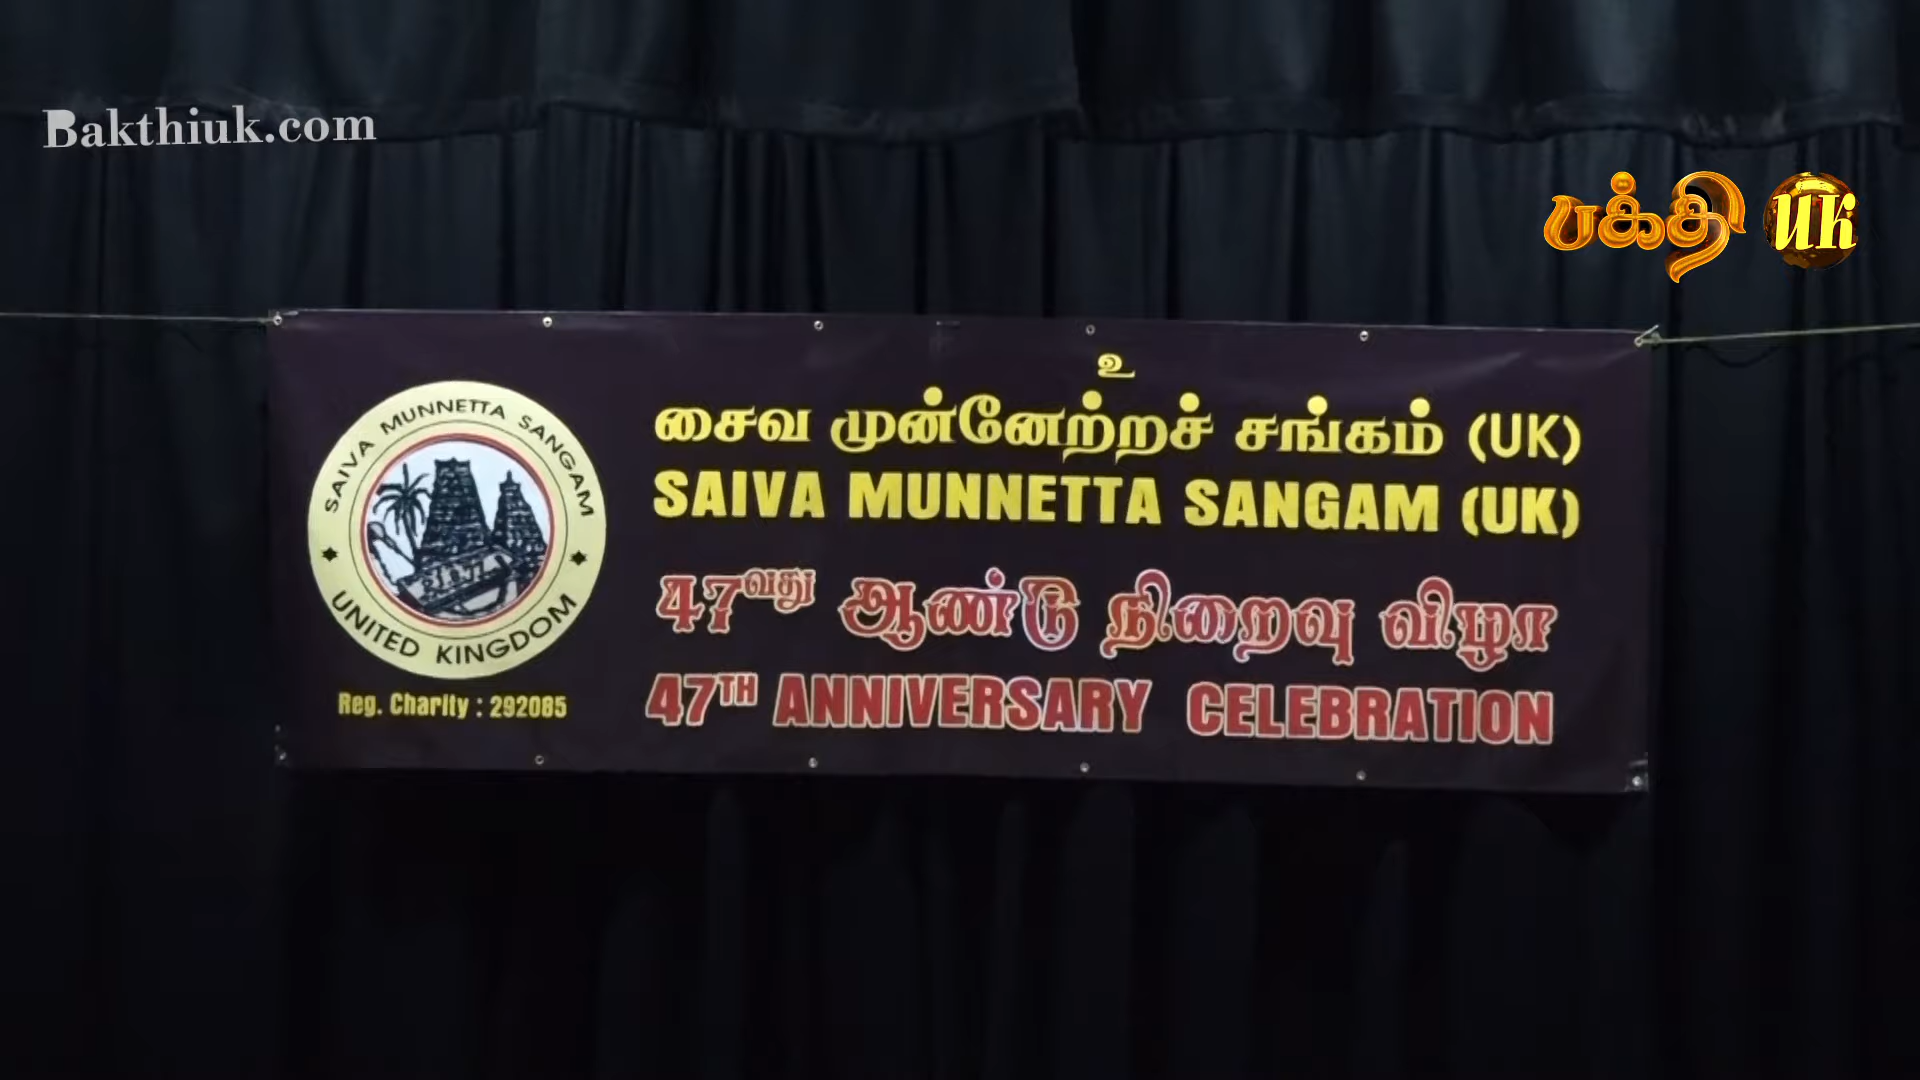 Bakthiuk.com
பக்தி UK
உ
சைவ முன்னேற்றச் சங்கம் (UK)
SAIVA MUNNETTA SANGAM (UK)
47வது ஆண்டு நிறைவு விழா
47TH ANNIVERSARY CELEBRATION
SAIVA MUNNETTA SANGAM
UNITED KINGDOM
Reg. Charity : 292085